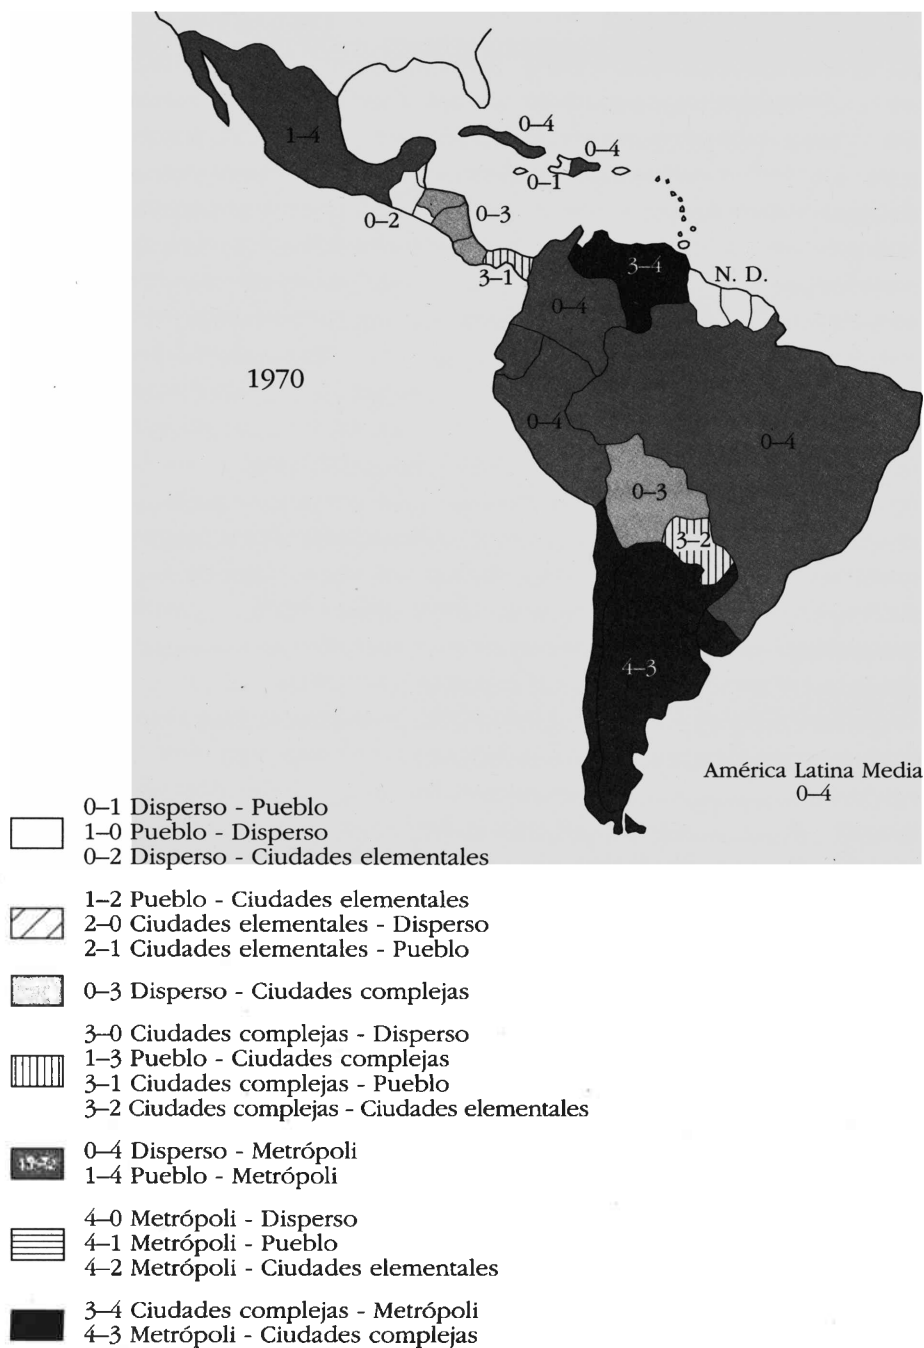 1–4
0–4
0–4
0–1
0–2
0–3
3–1
3–4
N. D.
0–4
1970
0–4
0–4
0–3
3–2
4–3
América Latina Media
0–4
0–1 Disperso - Pueblo
1–0 Pueblo - Disperso
0–2 Disperso - Ciudades elementales
1–2 Pueblo - Ciudades elementales
2–0 Ciudades elementales - Disperso
2–1 Ciudades elementales - Pueblo
0–3 Disperso - Ciudades complejas
3–0 Ciudades complejas - Disperso
1–3 Pueblo - Ciudades complejas
3–1 Ciudades complejas - Pueblo
3–2 Ciudades complejas - Ciudades elementales
0–4 Disperso - Metrópoli
1–4 Pueblo - Metrópoli
4–0 Metrópoli - Disperso
4–1 Metrópoli - Pueblo
4–2 Metrópoli - Ciudades elementales
3–4 Ciudades complejas - Metrópoli
4–3 Metrópoli - Ciudades complejas